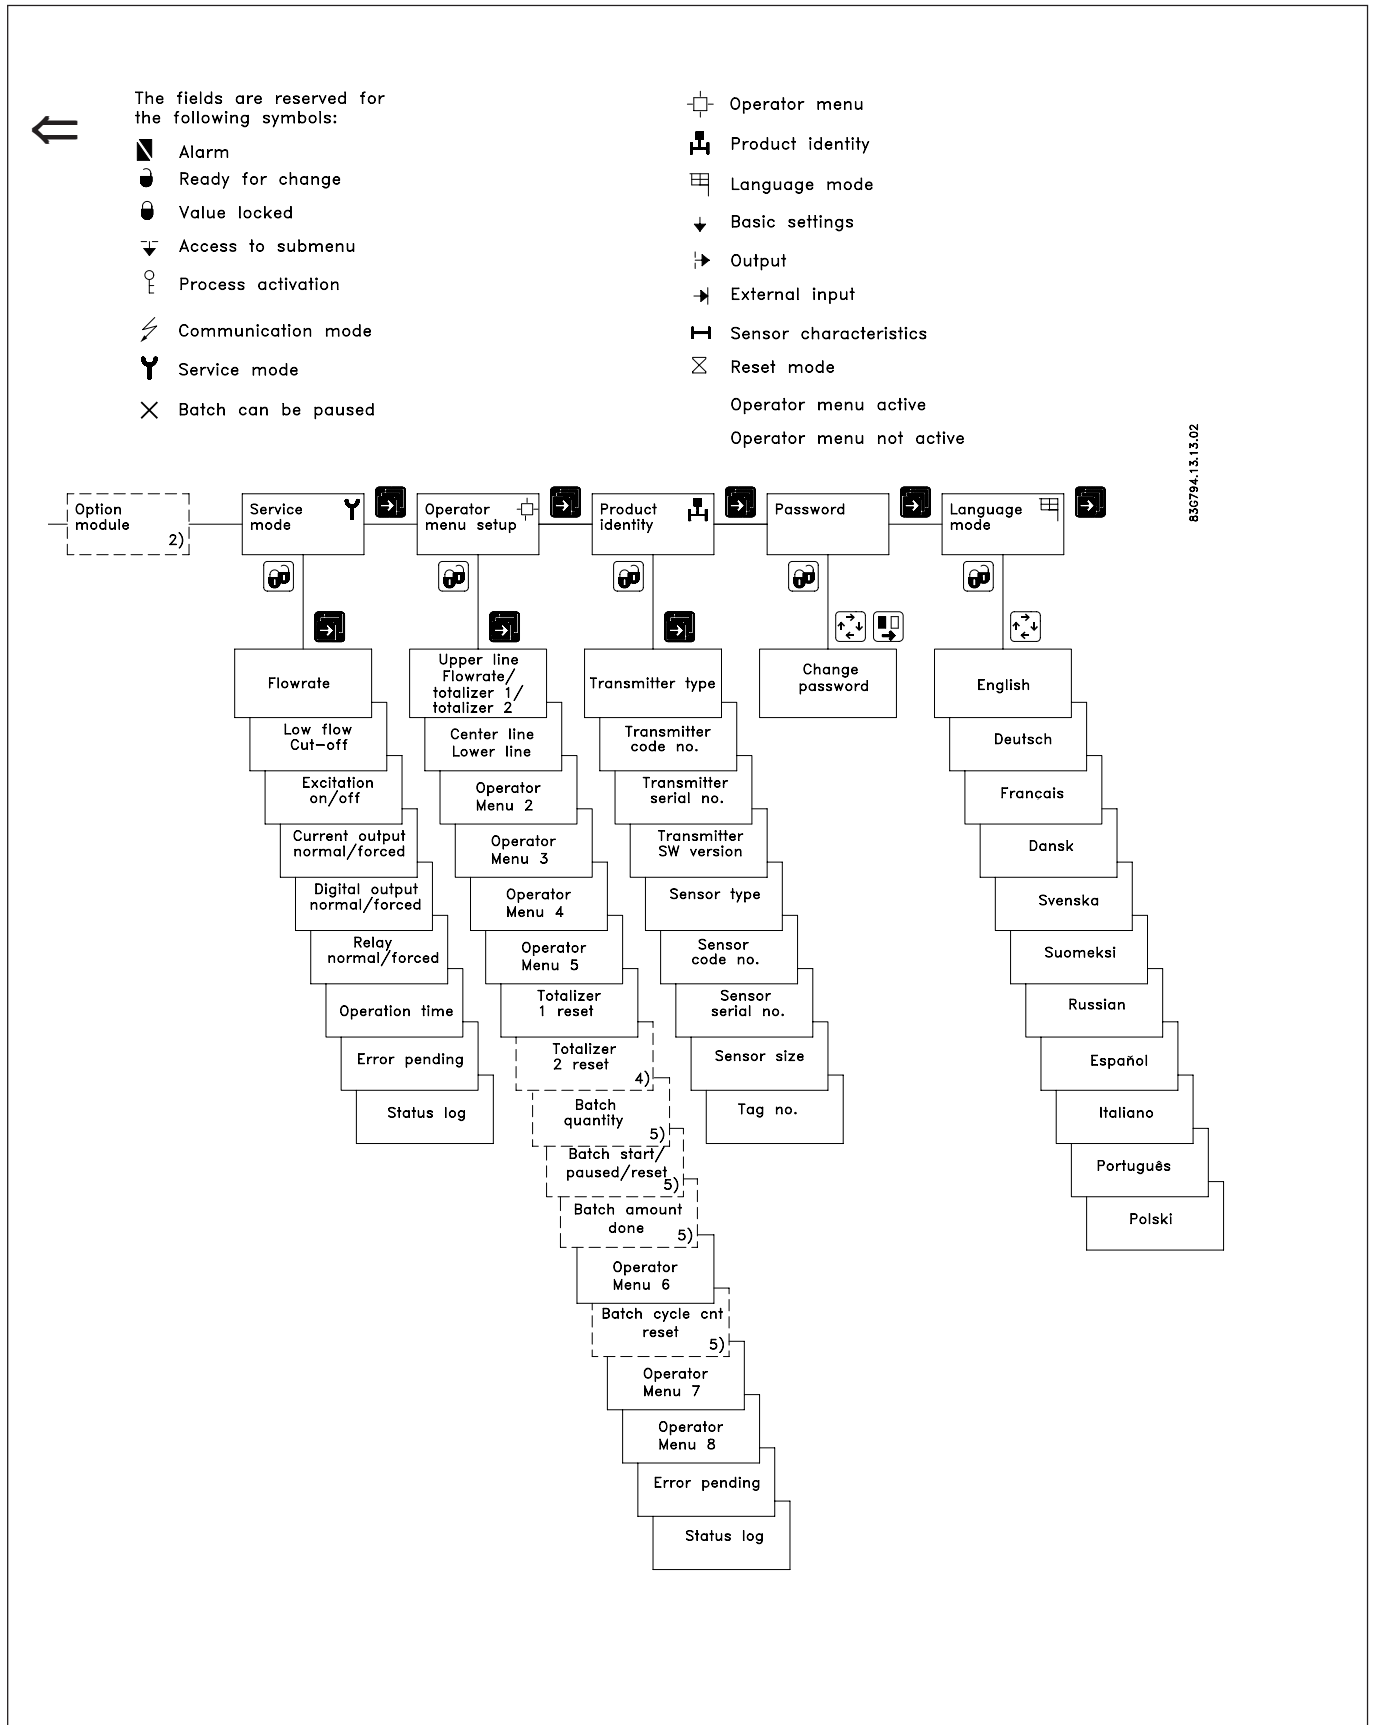 The fields are reserved for
the following symbols:
Alarm
Ready for change
Value locked
Access to submenu
Process activation
Communication mode
Service mode
Batch can be paused
Operator menu
Product identity
Language mode
Basic settings
Output
External input
Sensor characteristics
Reset mode
Operator menu active
Operator menu not active
83G794.13.13.02
Option
module
2)
Service
mode
Operator
menu setup
Product
identity
Password
Language
mode
Flowrate
Low flow
Cut-off
Excitation
on/off
Current output
normal/forced
Digital output
normal/forced
Relay
normal/forced
Operation time
Error pending
Status log
Upper line
Flowrate/
totalizer 1/
totalizer 2
Center line
Lower line
Operator
Menu 2
Operator
Menu 3
Operator
Menu 4
Operator
Menu 5
Totalizer
1 reset
Totalizer
2 reset
4)
Batch
quantity
5)
Batch start/
paused/reset
5)
Batch amount
done
5)
Operator
Menu 6
Batch cycle cnt
reset
5)
Operator
Menu 7
Operator
Menu 8
Error pending
Status log
Transmitter type
Transmitter
code no.
Transmitter
serial no.
Transmitter
SW version
Sensor type
Sensor
code no.
Sensor
serial no.
Sensor size
Tag no.
Change
password
English
Deutsch
Français
Dansk
Svenska
Suomeksi
Russian
Español
Italiano
Português
Polski